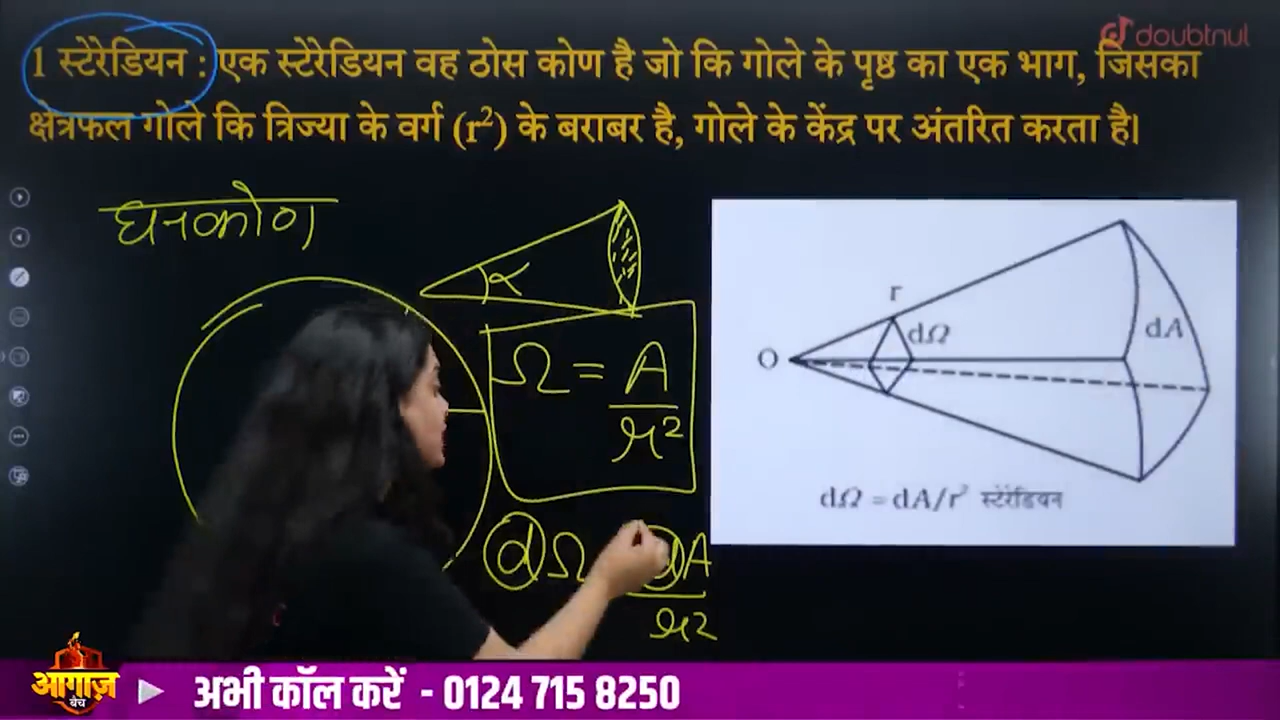 doubtnut
1 स्टेरेडियन : एक स्टेरेडियन वह ठोस कोण है जो कि गोले के पृष्ठ का एक भाग, जिसका
क्षेत्रफल गोले कि त्रिज्या के वर्ग (r²) के बराबर है, गोले के केंद्र पर अंतरित करता है।
घनकोण
α
Ω = A/r²
dΩ dA/r²
r
O
dΩ
dA
dΩ = dA/r² स्टेरेडियन
आगाज़
बैच
अभी कॉल करें - 0124 715 8250